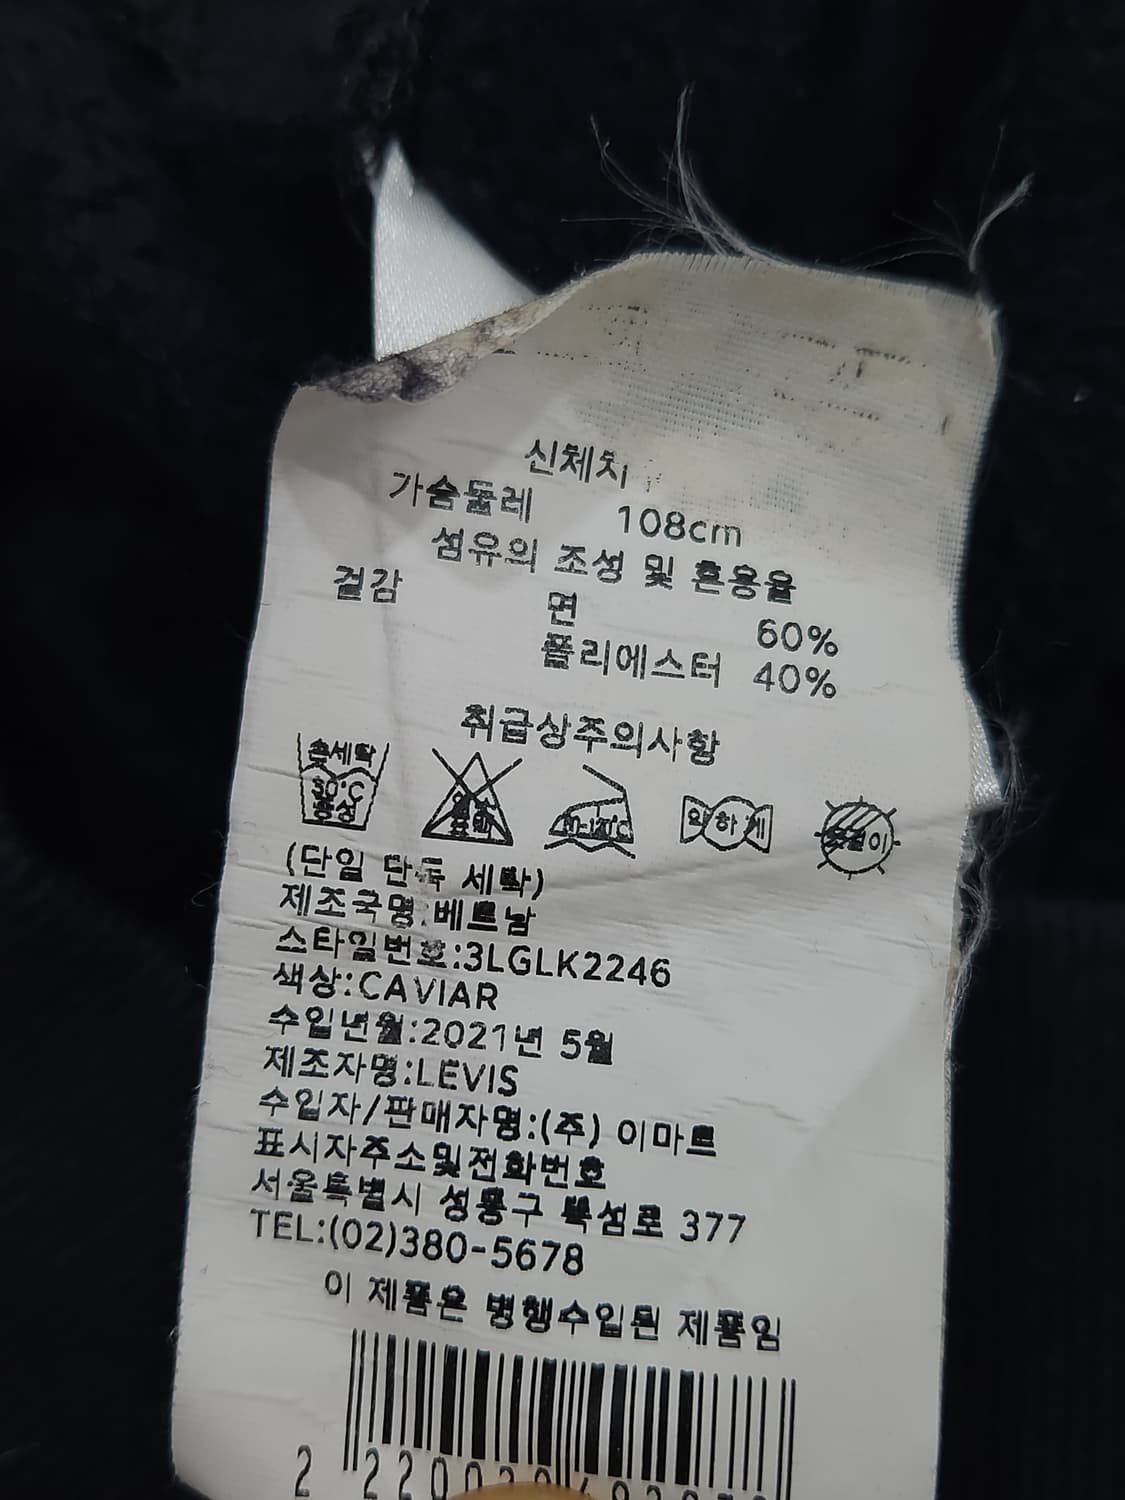 신체치
가슴둘레 108cm
섬유의 조성 및 혼용율
겉감 면 60%
폴리에스터 40%
취급상주의사항
손세탁 30°C 중성
약하게
옷걸이
(단일 단독 세탁)
제조국명:베트남
스타일번호:3LGLK2246
색상:CAVIAR
수입년월:2021년 5월
제조자명:LEVIS
수입자/판매자명:(주) 이마트
표시자주소및전화번호
서울특별시 성동구 뚝섬로 377
TEL:(02)380-5678
이 제품은 병행수입된 제품임
2 2200